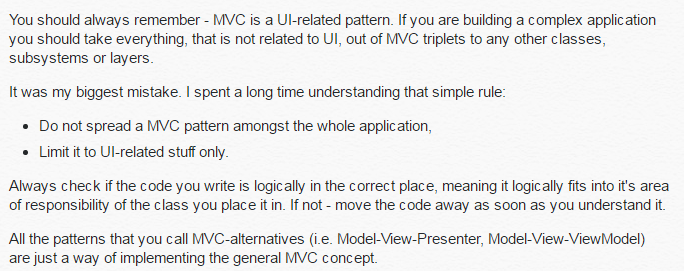 You should always remember - MVC is a UI-related pattern. If you are building a complex application
you should take everything, that is not related to UI, out of MVC triplets to any other classes,
subsystems or layers.
It was my biggest mistake. I spent a long time understanding that simple rule:
• Do not spread a MVC pattern amongst the whole application,
• Limit it to UI-related stuff only.
Always check if the code you write is logically in the correct place, meaning it logically fits into it's area
of responsibility of the class you place it in. If not - move the code away as soon as you understand it.
All the patterns that you call MVC-alternatives (i.e. Model-View-Presenter, Model-View-ViewModel)
are just a way of implementing the general MVC concept.